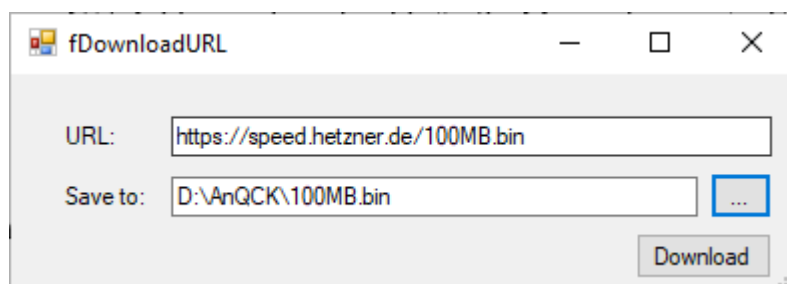 fDownloadURL
URL: https://speed.hetzner.de/100MB.bin
Save to: D:\AnQCK\100MB.bin ...
Download